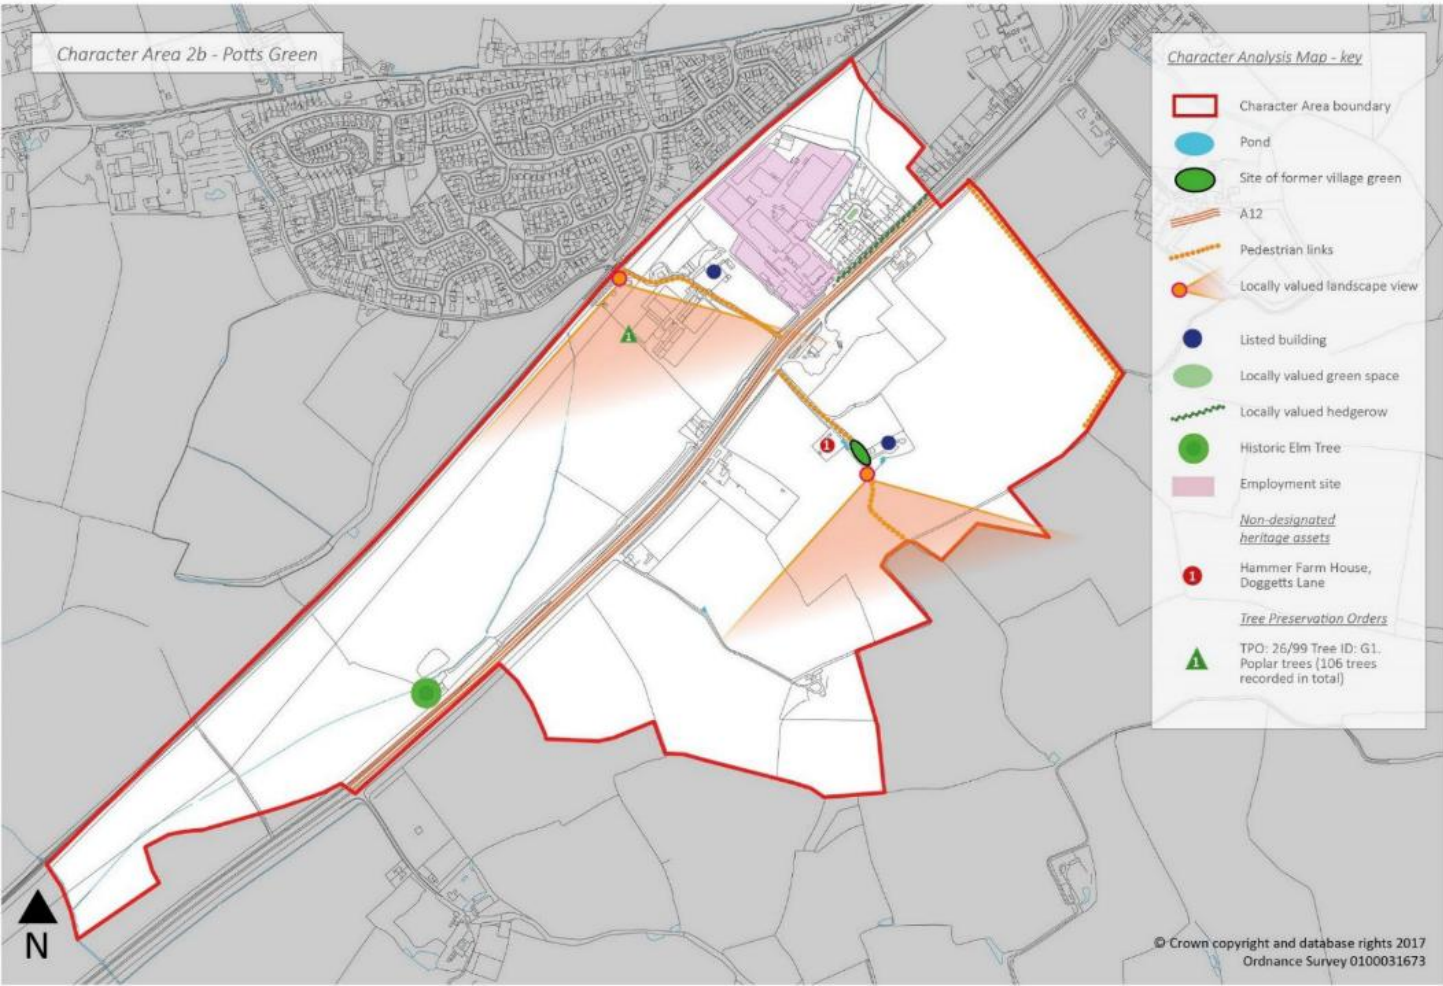 Character Area 2b - Potts Green
Character Analysis Map - key
Character Area boundary
Pond
Site of former village green
A12
Pedestrian links
Locally valued landscape view
Listed building
Locally valued green space
Locally valued hedgerow
Historic Elm Tree
Employment site
Non-designated
heritage assets
1
Hammer Farm House,
Doggetts Lane
Tree Preservation Orders
1
TPO: 26/99 Tree ID: G1.
Poplar trees (106 trees
recorded in total)
1
1
N
© Crown copyright and database rights 2017
Ordnance Survey 0100031673